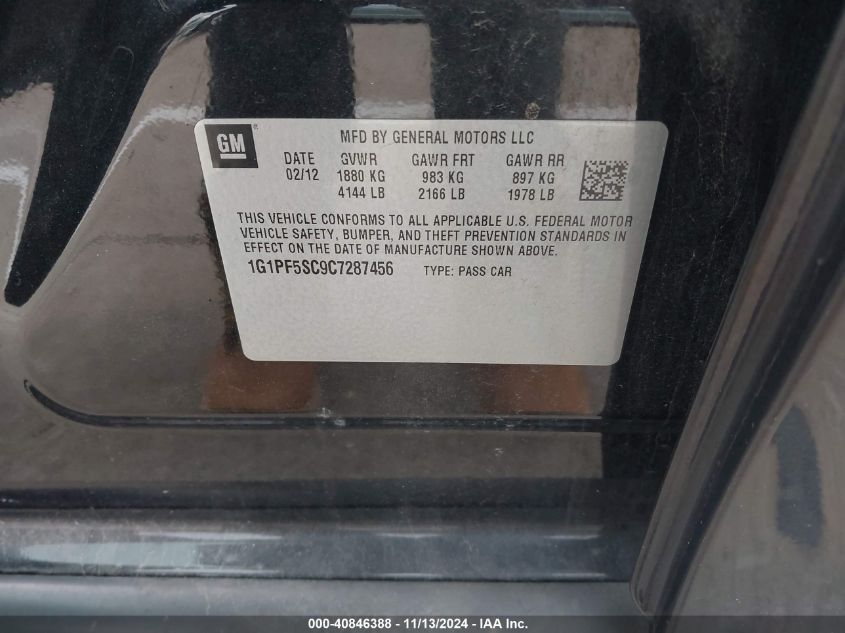 GM ®
MFD BY GENERAL MOTORS LLC
DATE GVWR GAWR FRT GAWR RR
02/12 1880 KG 983 KG 897 KG
4144 LB 2166 LB 1978 LB
THIS VEHICLE CONFORMS TO ALL APPLICABLE U.S. FEDERAL MOTOR
VEHICLE SAFETY, BUMPER, AND THEFT PREVENTION STANDARDS IN
EFFECT ON THE DATE OF MANUFACTURE SHOWN ABOVE.
1G1PF5SC9C7287456 TYPE: PASS CAR
000-40846388 - 11/13/2024 - IAA Inc.